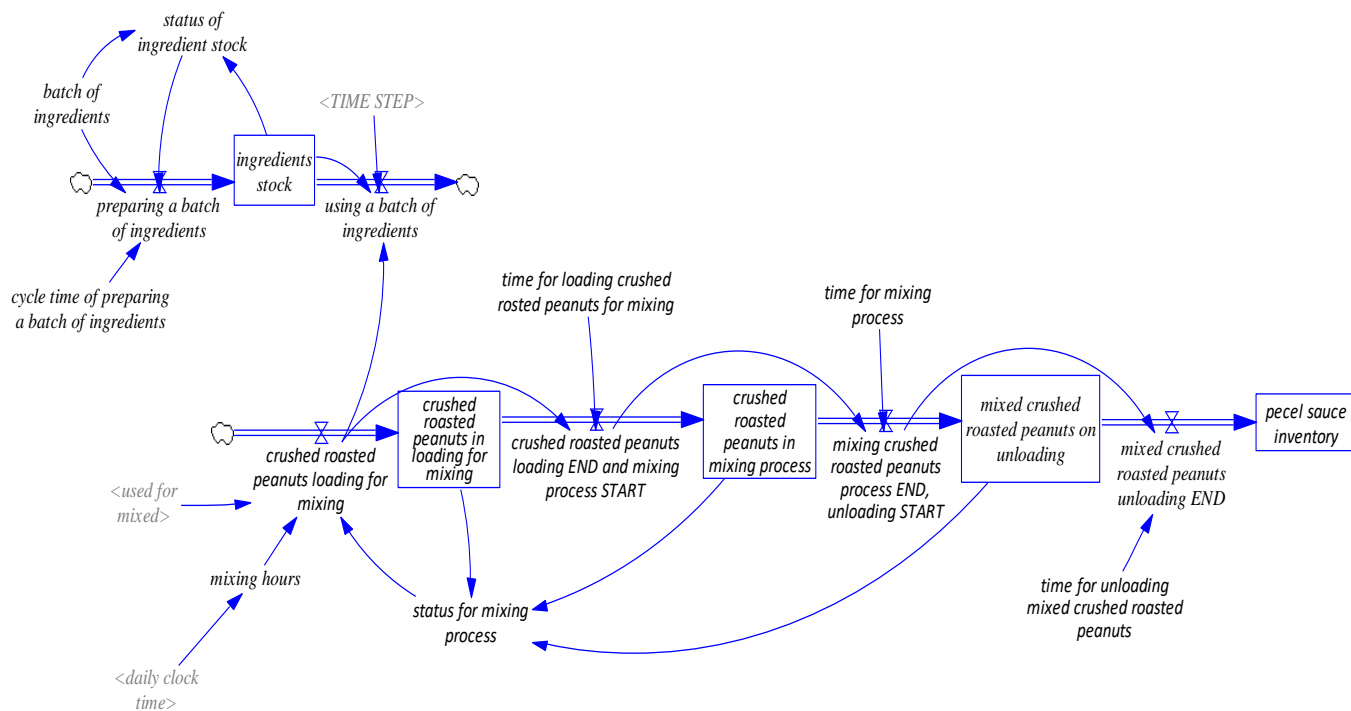 status of
ingredient stock
batch of
ingredients
<TIME STEP>
ingredients
stock
preparing a batch
of ingredients
using a batch of
ingredients
cycle time of preparing
a batch of ingredients
time for loading crushed
rosted peanuts for mixing
time for mixing
process
crushed
roasted
peanuts in
loading for
mixing
crushed
roasted
peanuts in
mixing process
mixed crushed
roasted peanuts on
unloading
pecel sauce
inventory
crushed roasted
peanuts loading for
mixing
crushed roasted peanuts
loading END and mixing
process START
mixing crushed
roasted peanuts
process END,
unloading START
mixed crushed
roasted peanuts
unloading END
<used for
mixed>
mixing hours
status for mixing
process
time for unloading
mixed crushed roasted
peanuts
<daily clock
time>